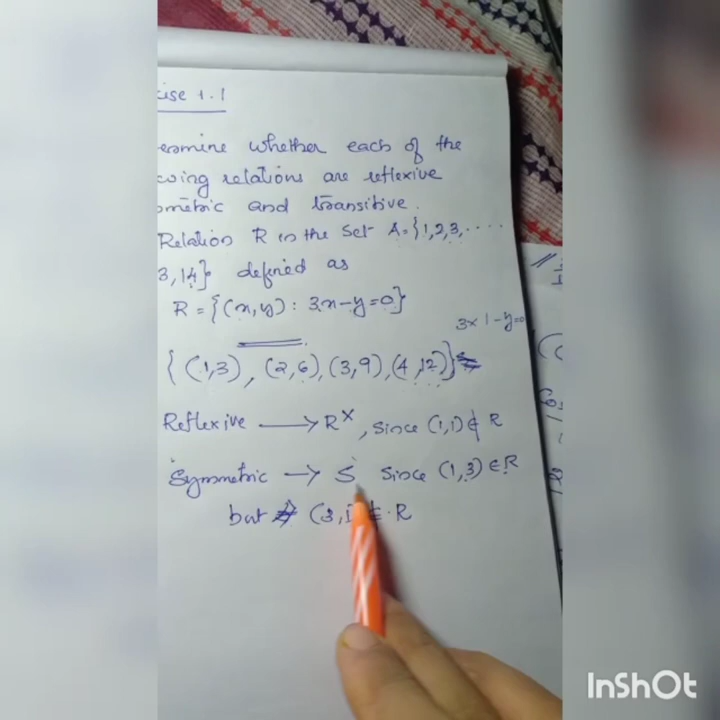 cise 1.1
ermine whether each of the
wing relations are reflexive
mmetric and transitive.
Relation R in the Set A={1,2,3,.....
3,14} defined as
R = {(x,y) : 3x-y=0}
3×1-y=0
{(1,3), (2,6), (3,9), (4,12)}
Reflexive → R×, since (1,1)∉ R
Symmetric → S since (1,3) ∈ R
but (3,1) ∉ R
InShOt